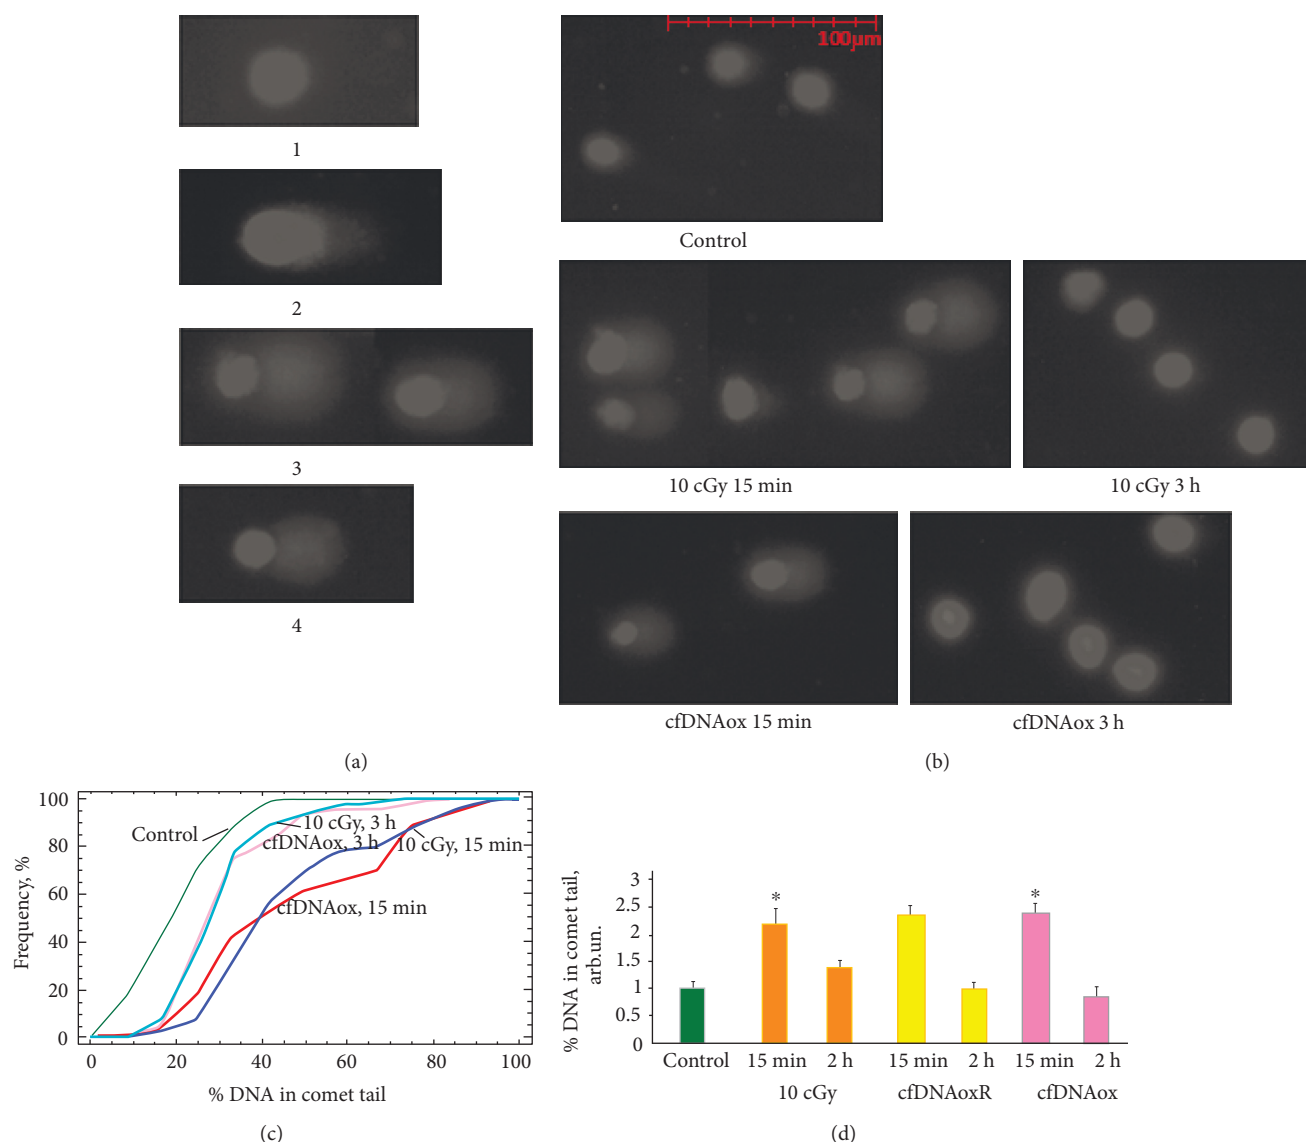 1
2
3
4
(a)
100µm
Control
10 cGy 15 min
10 cGy 3 h
cfDNAox 15 min
cfDNAox 3 h
(b)
Frequency, %
100
80
60
40
20
0
Control
10 cGy, 3 h
cfDNAox, 3 h
10 cGy, 15 min
cfDNAox, 15 min
0 20 40 60 80 100
% DNA in comet tail
(c)
% DNA in comet tail,
arb.un.
3
2.5
2
1.5
1
0.5
0
* *
Control 15 min 2 h 15 min 2 h 15 min 2 h
10 cGy cfDNAoxR cfDNAox
(d)